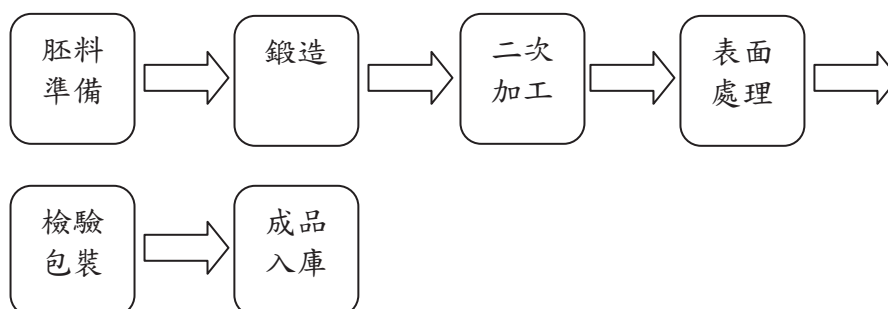 胚料
準備
鍛造
二次
加工
表面
處理
檢驗
包裝
成品
入庫